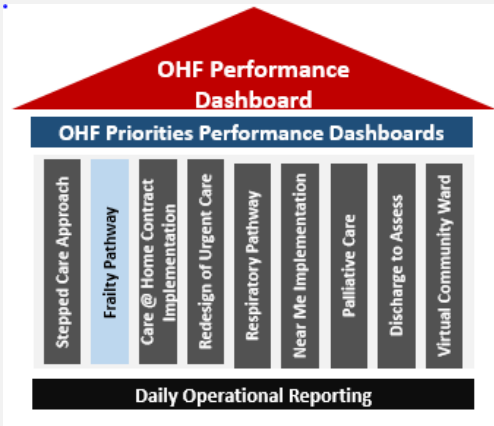 OHF Performance
Dashboard
OHF Priorities Performance Dashboards
Stepped Care Approach
Frailty Pathway
Care @ Home Contract
Implementation
Redesign of Urgent Care
Respiratory Pathway
Near Me Implementation
Palliative Care
Discharge to Assess
Virtual Community Ward
Daily Operational Reporting